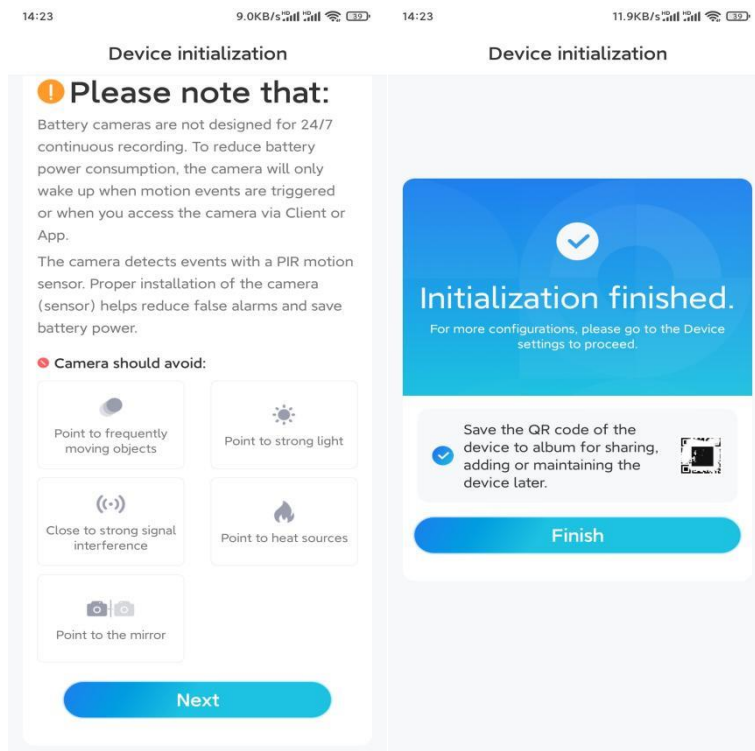 14:23
9.0KB/s
39
Device initialization
Please note that:
Battery cameras are not designed for 24/7
continuous recording. To reduce battery
power consumption, the camera will only
wake up when motion events are triggered
or when you access the camera via Client or
App.
The camera detects events with a PIR motion
sensor. Proper installation of the camera
(sensor) helps reduce false alarms and save
battery power.
Camera should avoid:
Point to frequently
moving objects
Point to strong light
Close to strong signal
interference
Point to heat sources
Point to the mirror
Next
14:23
11.9KB/s
39
Device initialization
Initialization finished.
For more configurations, please go to the Device
settings to proceed.
Save the QR code of the
device to album for sharing,
adding or maintaining the
device later.
Finish